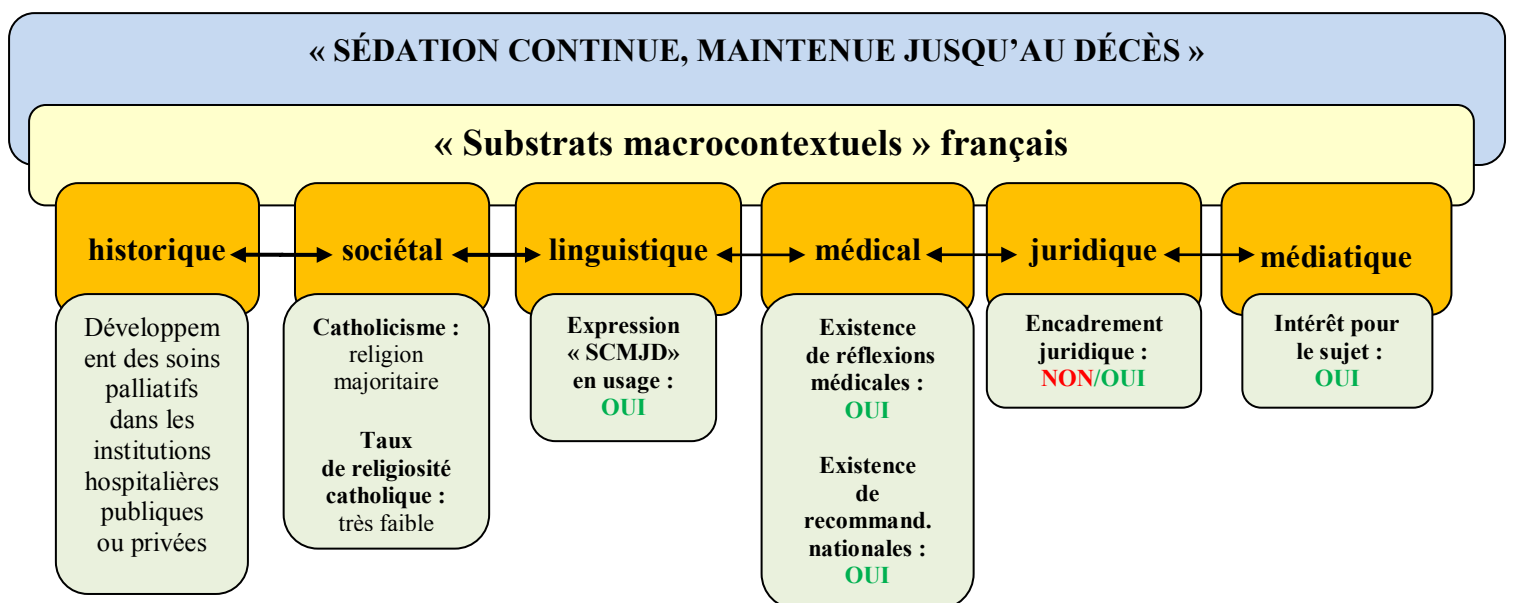 « SÉDATION CONTINUE, MAINTENUE JUSQU’AU DÉCÈS »
« Substrats macrocontextuels » français
historique
sociétal
linguistique
médical
juridique
médiatique
Développem
ent des soins
palliatifs
dans les
institutions
hospitalières
publiques
ou privées
Catholicisme :
religion
majoritaire
Taux
de religiosité
catholique :
très faible
Expression
« SCMJD»
en usage :
OUI
Existence
de réflexions
médicales :
OUI
Existence
de
recommand.
nationales :
OUI
Encadrement
juridique :
NON/OUI
Intérêt pour
le sujet :
OUI